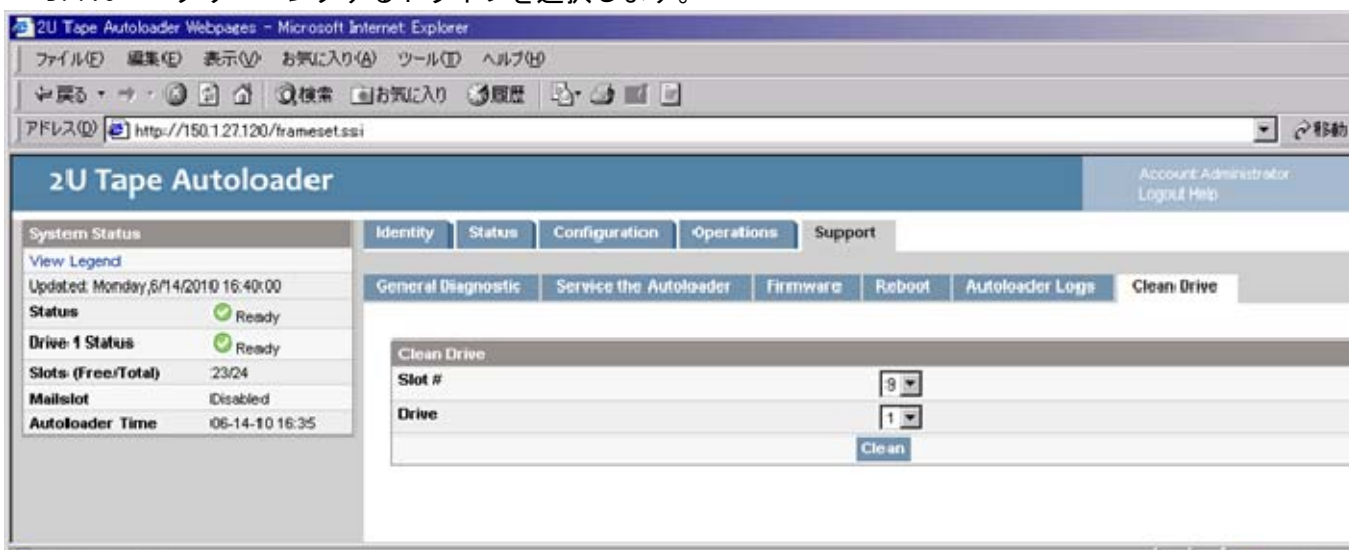 2U Tape Autoloader Webpages - Microsoft Internet Explorer
ファイル(F) 編集(E) 表示(V) お気に入り(A) ツール(T) ヘルプ(H)
戻る 検索 お気に入り 履歴
アドレス(D) http://150.1.27.120/frameset.ssi 移動
2U Tape Autoloader
Account: Administrator
Logout Help
System Status
View Legend
Updated: Monday,6/14/2010 16:40:00
Status Ready
Drive 1 Status Ready
Slots (Free/Total) 23/24
Mailslot Disabled
Autoloader Time 06-14-10 16:35
Identity Status Configuration Operations Support
General Diagnostic Service the Autoloader Firmware Reboot Autoloader Logs Clean Drive
Clean Drive
Slot # 9
Drive 1
Clean